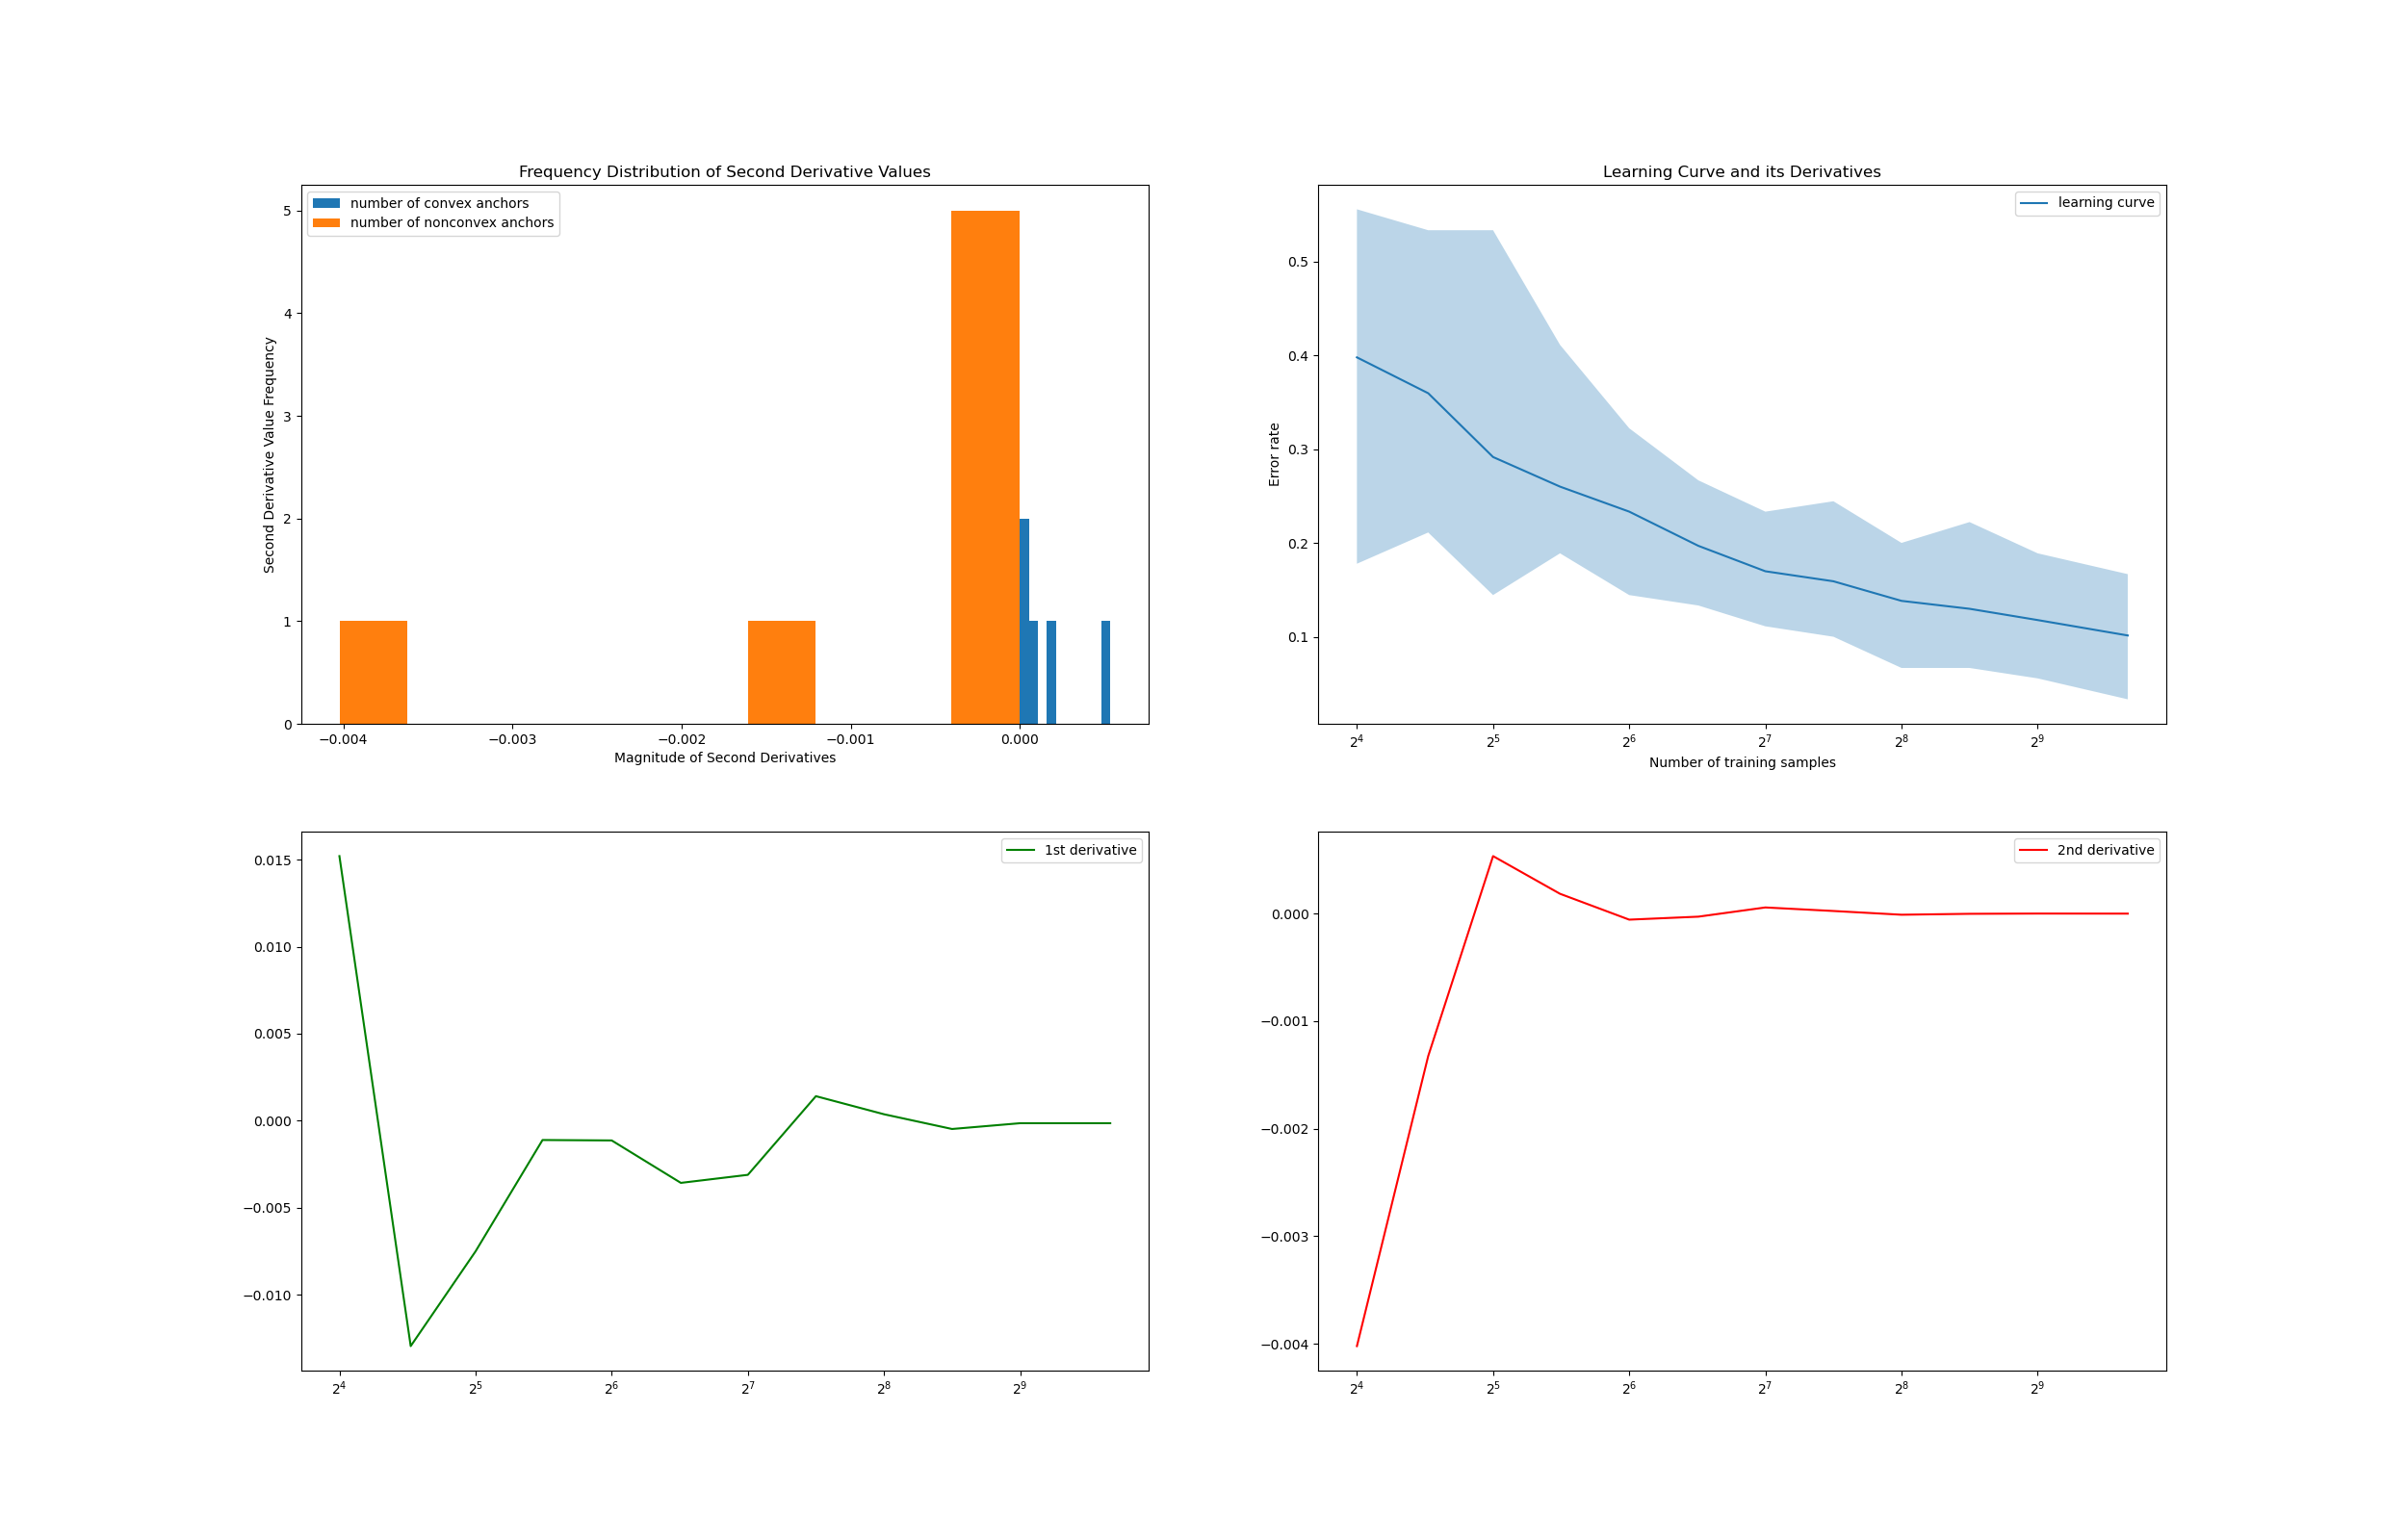 Frequency Distribution of Second Derivative Values
number of convex anchors
number of nonconvex anchors
5
4
3
2
1
0
Second Derivative Value Frequency
−0.004 −0.003 −0.002 −0.001 0.000
Magnitude of Second Derivatives
Learning Curve and its Derivatives
learning curve
0.5
0.4
0.3
0.2
0.1
Error rate
2⁴ 2⁵ 2⁶ 2⁷ 2⁸ 2⁹
Number of training samples
1st derivative
0.015
0.010
0.005
0.000
−0.005
−0.010
2⁴ 2⁵ 2⁶ 2⁷ 2⁸ 2⁹
2nd derivative
0.000
−0.001
−0.002
−0.003
−0.004
2⁴ 2⁵ 2⁶ 2⁷ 2⁸ 2⁹